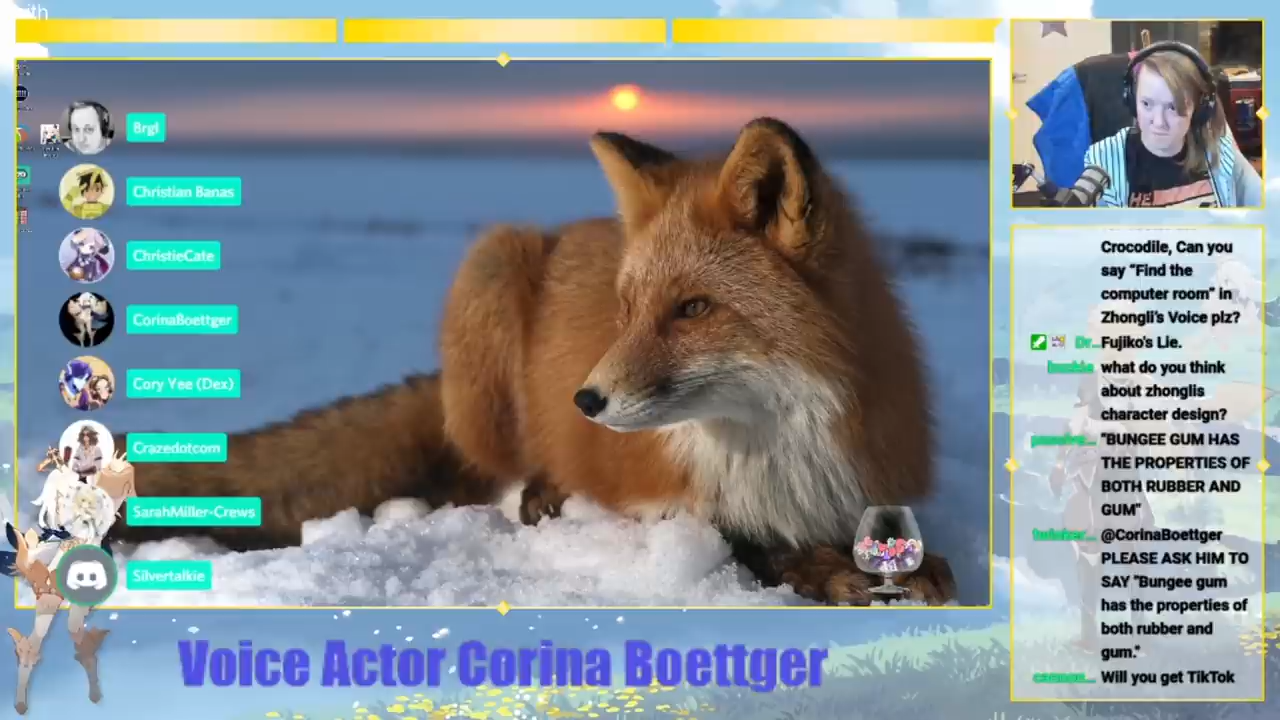 ith
Brgl
Christian Banas
ChristieCate
CorinaBoettger
Cory Yee (Dex)
Crazedotcom
SarahMiller-Crews
Silvertalkie
Voice Actor Corina Boettger
Crocodile, Can you
say “Find the
computer room” in
Zhongli’s Voice plz?
Dr... Fujiko’s Lie.
what do you think
about zhonglis
character design?
"BUNGEE GUM HAS
THE PROPERTIES OF
BOTH RUBBER AND
GUM"
@CorinaBoettger
PLEASE ASK HIM TO
SAY "Bungee gum
has the properties of
both rubber and
gum."
Will you get TikTok